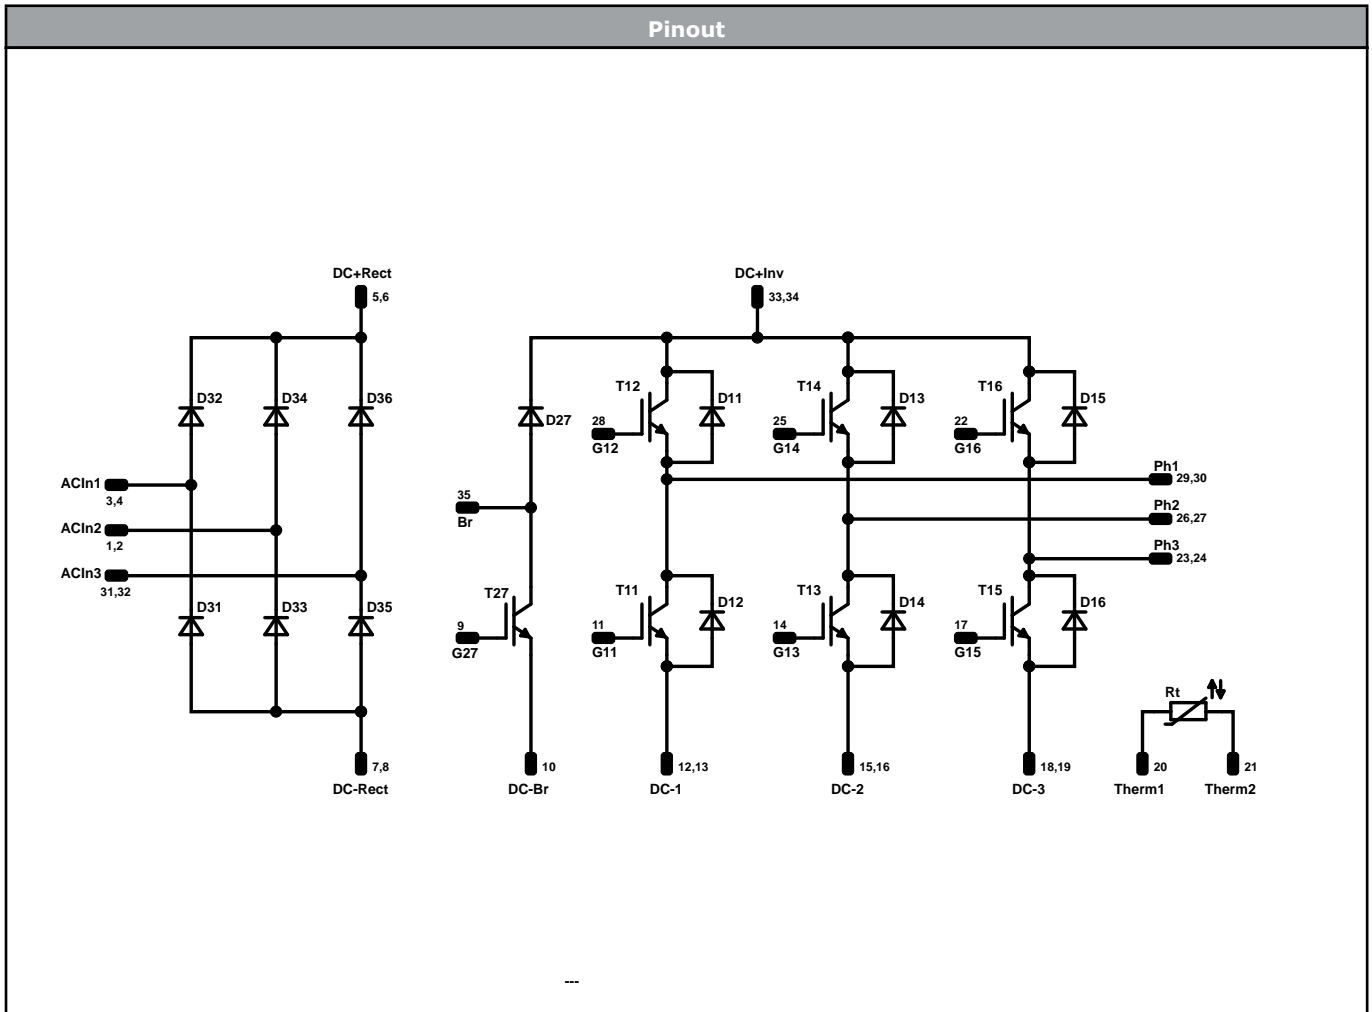 Pinout
DC+Rect
5,6
DC+Inv
33,34
D32
D34
D36
D27
T12
D11
28
G12
T14
D13
25
G14
T16
D15
22
G16
ACIn1
3,4
ACIn2
1,2
ACIn3
31,32
35
Br
Ph1
29,30
Ph2
26,27
Ph3
23,24
D31
D33
D35
T27
9
G27
T11
D12
11
G11
T13
D14
14
G13
T15
D16
17
G15
Rt
7,8
DC-Rect
10
DC-Br
12,13
DC-1
15,16
DC-2
18,19
DC-3
20
Therm1
21
Therm2
---